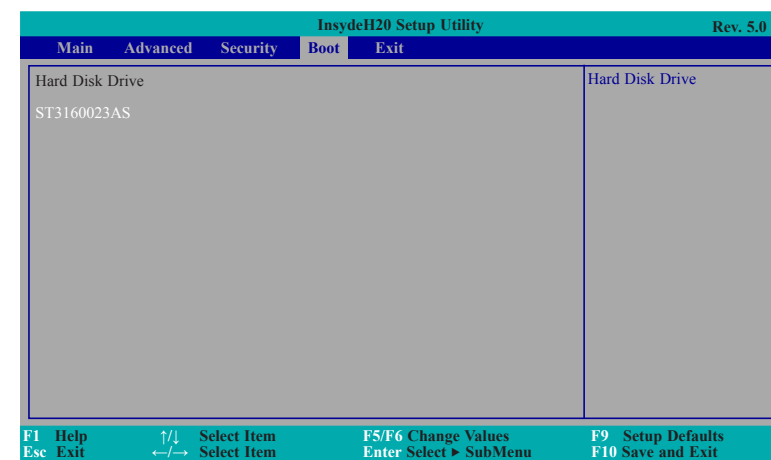 InsydeH20 Setup Utility Rev. 5.0
Main Advanced Security Boot Exit
Hard Disk Drive Hard Disk Drive
ST3160023AS
F1 Help ↑/↓ Select Item F5/F6 Change Values F9 Setup Defaults
Esc Exit ←/→ Select Item Enter Select ▶ SubMenu F10 Save and Exit